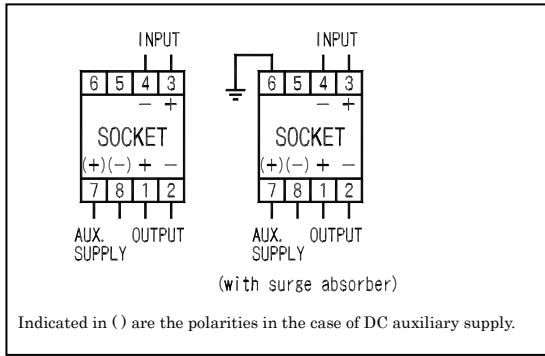 INPUT INPUT
6 5 4 3 6 5 4 3
− + − +
SOCKET SOCKET
(+)(−) + − (+)(−) + −
7 8 1 2 7 8 1 2
AUX. OUTPUT AUX. OUTPUT
SUPPLY SUPPLY
(with surge absorber)
Indicated in ( ) are the polarities in the case of DC auxiliary supply.